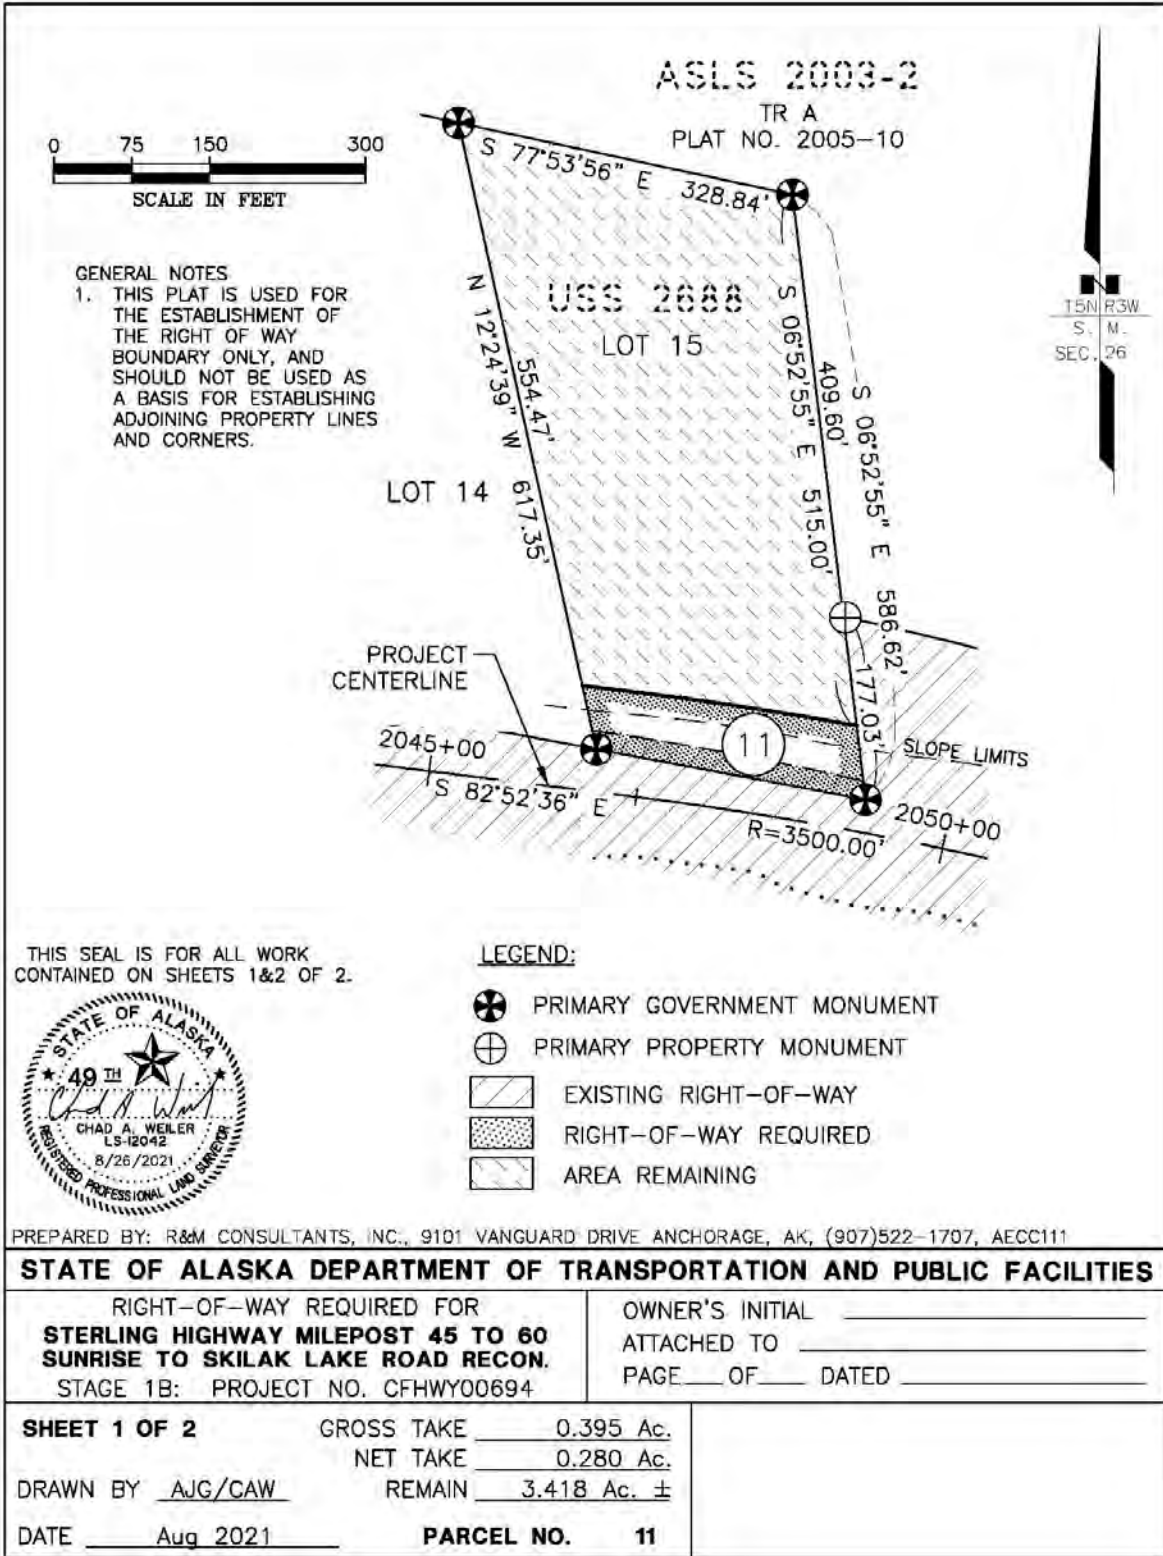 ASLS 2003-2
TR A
PLAT NO. 2005-10
0 75 150 300
SCALE IN FEET
S 77°53'56" E 328.84'
GENERAL NOTES
1. THIS PLAT IS USED FOR
THE ESTABLISHMENT OF
THE RIGHT OF WAY
BOUNDARY ONLY, AND
SHOULD NOT BE USED AS
A BASIS FOR ESTABLISHING
ADJOINING PROPERTY LINES
AND CORNERS.
N
T5N R3W
S. M.
SEC. 26
USS 2688
LOT 15
N 12°24'39" W 617.35'
554.47'
S 06°52'55" E 515.00'
409.60'
S 06°52'55" E 586.62'
177.03'
LOT 14
PROJECT
CENTERLINE
11
2045+00
SLOPE LIMITS
S 82°52'36" E
R=3500.00'
2050+00
THIS SEAL IS FOR ALL WORK
CONTAINED ON SHEETS 1&2 OF 2.
STATE OF ALASKA
49 TH
CHAD A. WEILER
LS-12042
8/26/2021
REGISTERED PROFESSIONAL LAND SURVEYOR
LEGEND:
PRIMARY GOVERNMENT MONUMENT
PRIMARY PROPERTY MONUMENT
EXISTING RIGHT-OF-WAY
RIGHT-OF-WAY REQUIRED
AREA REMAINING
PREPARED BY: R&M CONSULTANTS, INC., 9101 VANGUARD DRIVE ANCHORAGE, AK, (907)522-1707, AECC111
STATE OF ALASKA DEPARTMENT OF TRANSPORTATION AND PUBLIC FACILITIES
RIGHT-OF-WAY REQUIRED FOR
STERLING HIGHWAY MILEPOST 45 TO 60
SUNRISE TO SKILAK LAKE ROAD RECON.
STAGE 1B: PROJECT NO. CFHWY00694
OWNER'S INITIAL
ATTACHED TO
PAGE OF DATED
SHEET 1 OF 2
GROSS TAKE 0.395 Ac.
NET TAKE 0.280 Ac.
DRAWN BY AJG/CAW
REMAIN 3.418 Ac. ±
DATE Aug 2021
PARCEL NO. 11